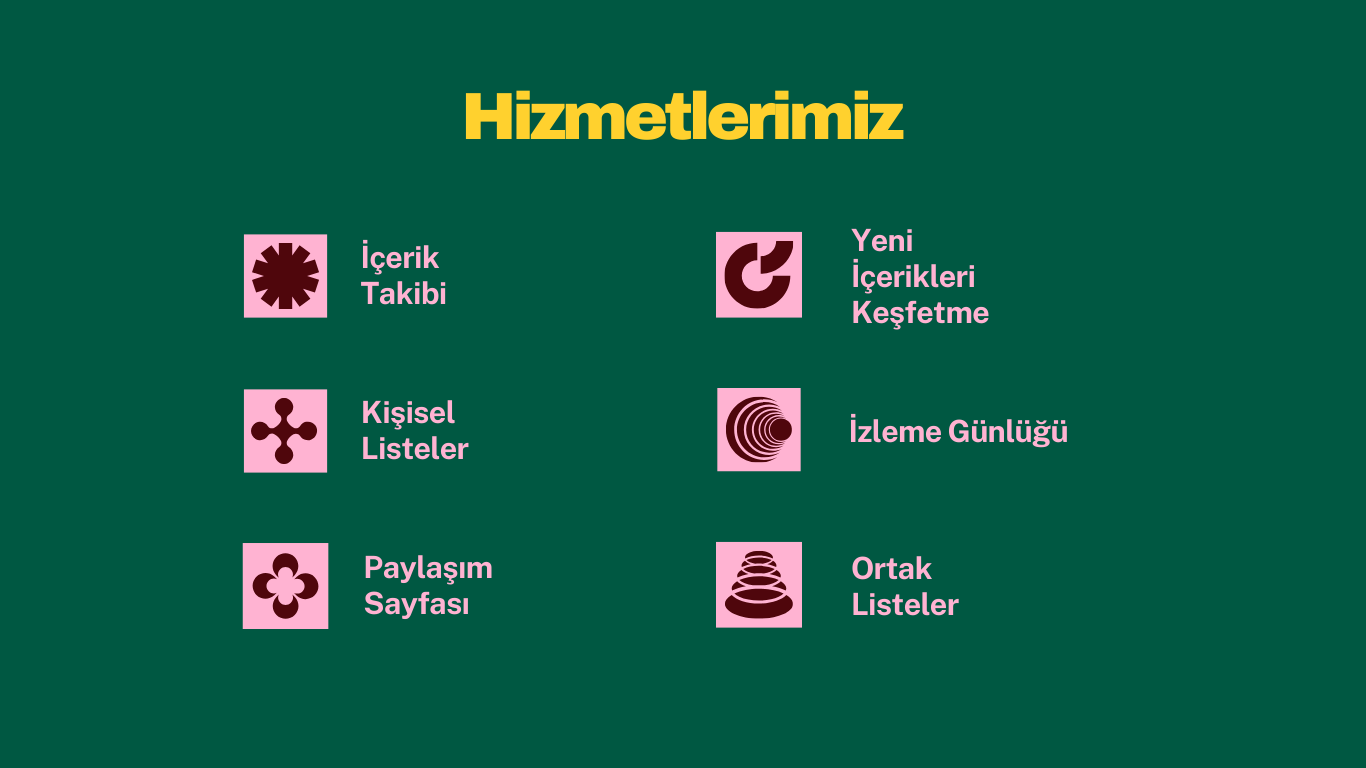 Hizmetlerimiz
İçerik
Takibi
Yeni
İçerikleri
Keşfetme
Kişisel
Listeler
İzleme Günlüğü
Paylaşım
Sayfası
Ortak
Listeler